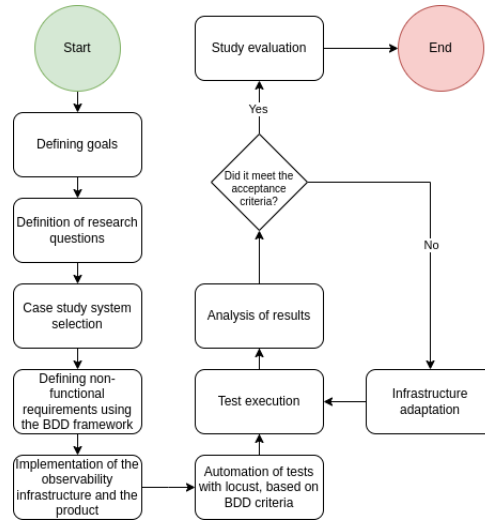 Start
Defining goals
Definition of research
questions
Case study system
selection
Defining non-
functional
requirements using
the BDD framework
Implementation of the
observability
infrastructure and the
product
Automation of tests
with locust, based on
BDD criteria
Test execution
Analysis of results
Did it meet the
acceptance
criteria?
Yes
No
Infrastructure
adaptation
Study evaluation
End